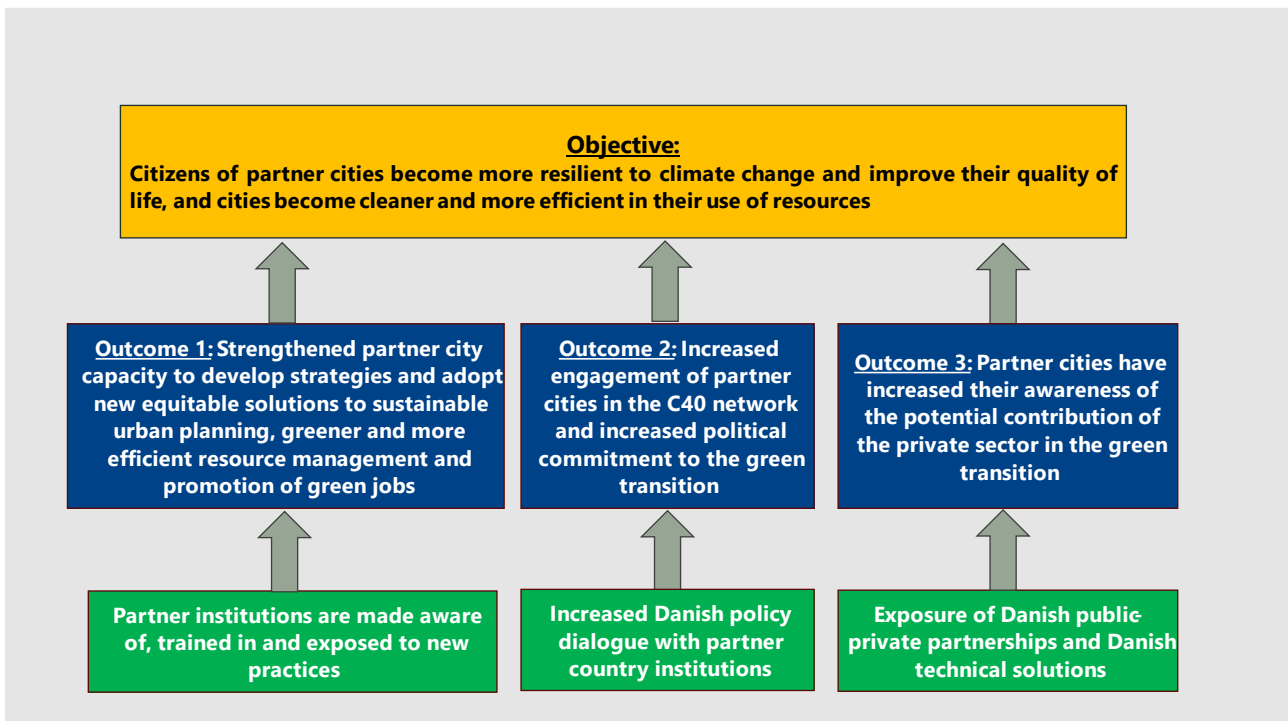 Objective:
Citizens of partner cities become more resilient to climate change and improve their quality of
life, and cities become cleaner and more efficient in their use of resources
Outcome 1: Strengthened partner city
capacity to develop strategies and adopt
new equitable solutions to sustainable
urban planning, greener and more
efficient resource management and
promotion of green jobs
Outcome 2: Increased
engagement of partner
cities in the C40 network
and increased political
commitment to the green
transition
Outcome 3: Partner cities have
increased their awareness of
the potential contribution of
the private sector in the green
transition
Partner institutions are made aware
of, trained in and exposed to new
practices
Increased Danish policy
dialogue with partner
country institutions
Exposure of Danish public-
private partnerships and Danish
technical solutions